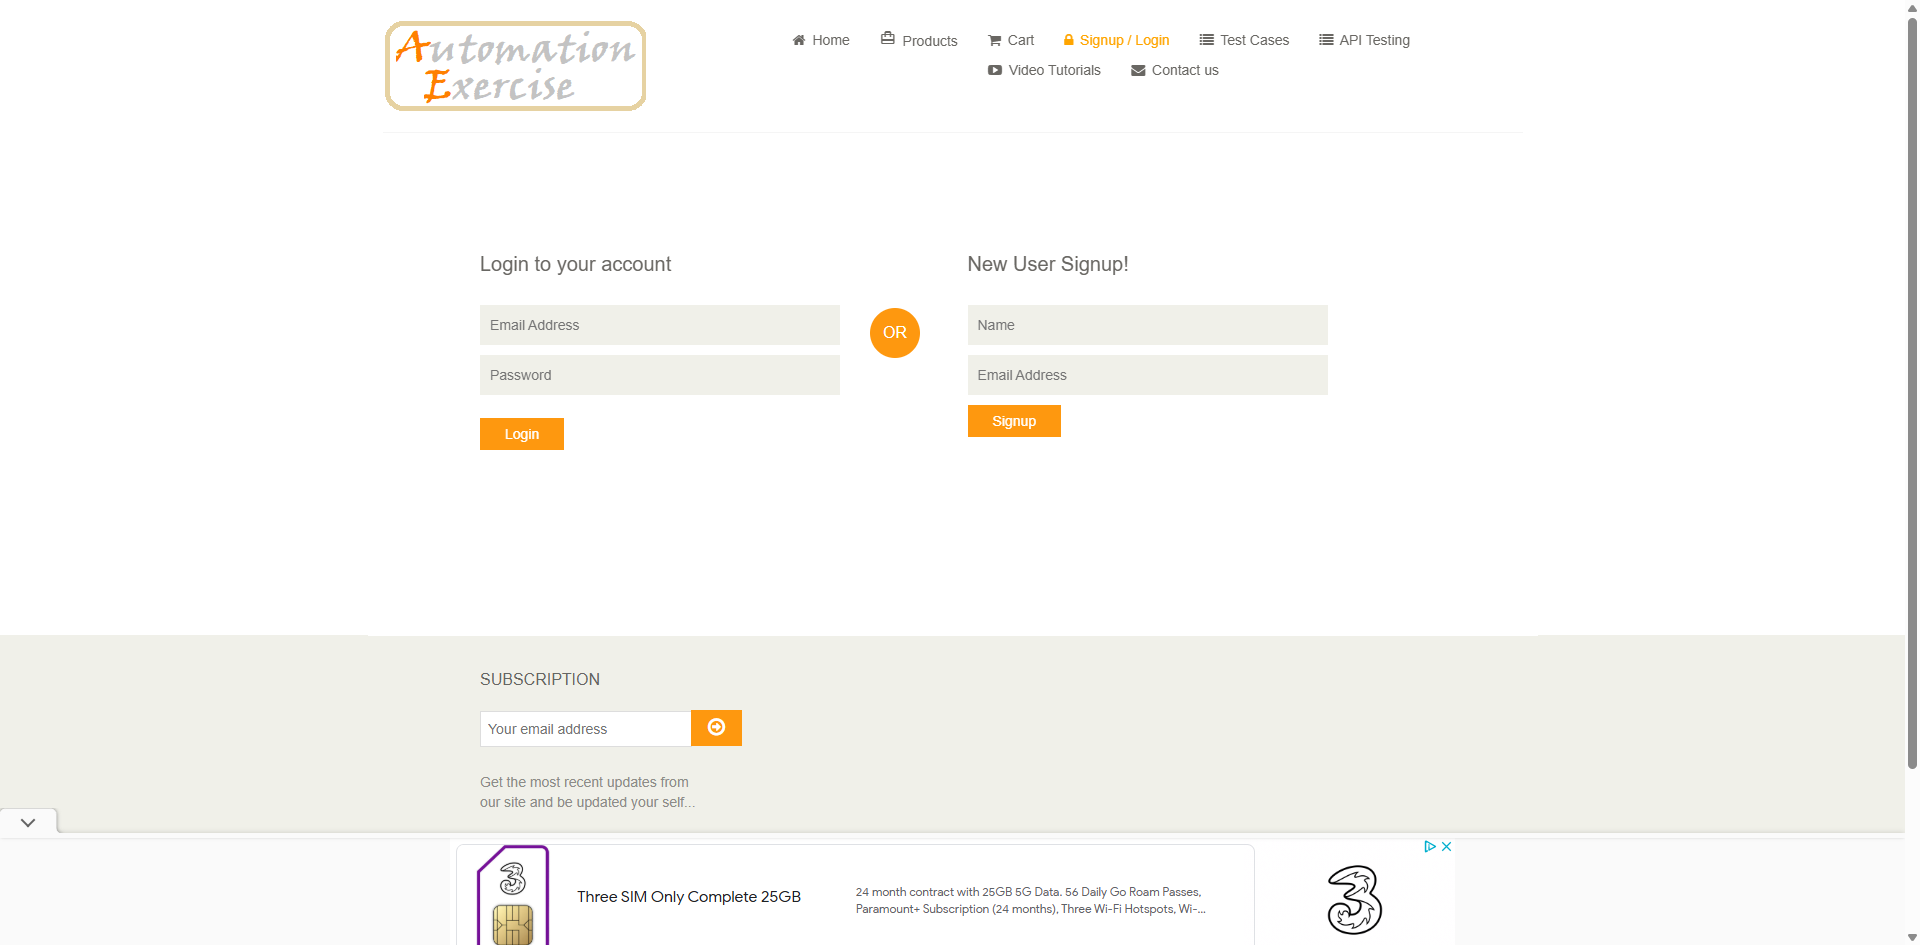 Automation
Exercise
Home
Products
Cart
Signup / Login
Test Cases
API Testing
Video Tutorials
Contact us
Login to your account
Email Address
Password
Login
OR
New User Signup!
Name
Email Address
Signup
SUBSCRIPTION
Your email address
Get the most recent updates from
our site and be updated your self...
3
Three SIM Only Complete 25GB
24 month contract with 25GB 5G Data. 56 Daily Go Roam Passes,
Paramount+ Subscription (24 months), Three Wi-Fi Hotspots, Wi-...
3